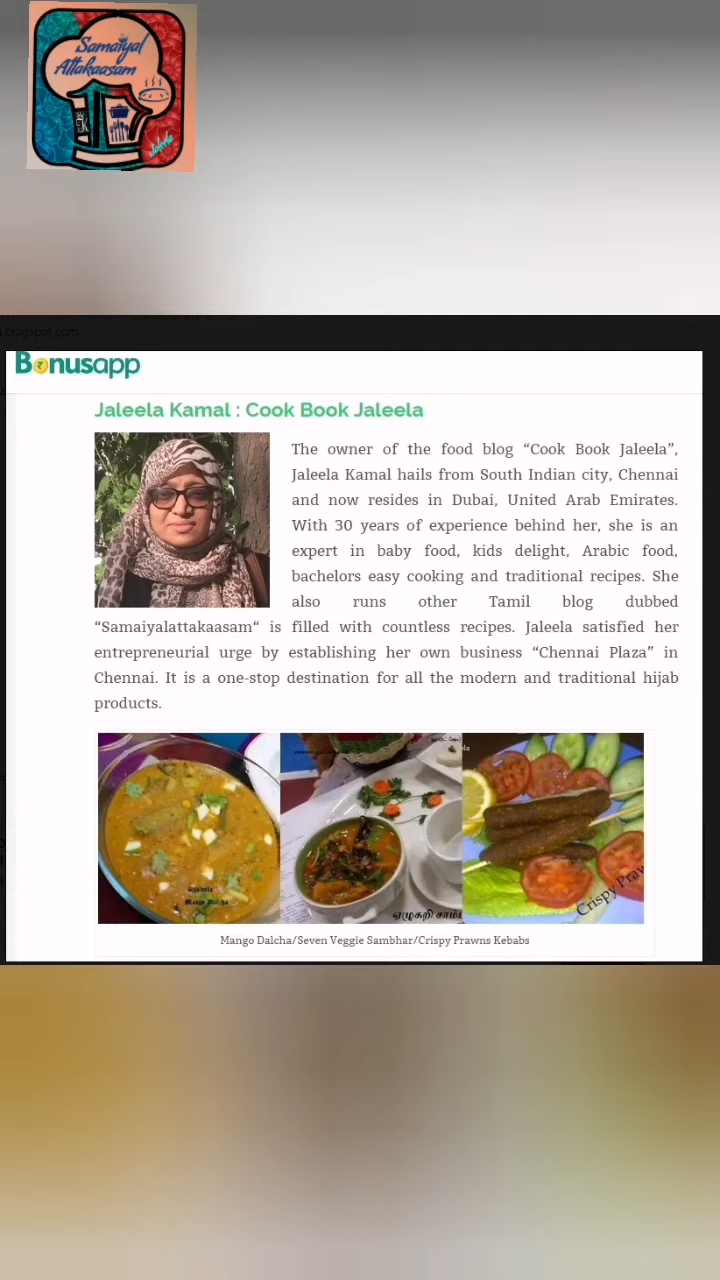 Samaiyal
Attakaasam
Jaleela
.blogspot.com
Bonusapp
Jaleela Kamal : Cook Book Jaleela
The owner of the food blog “Cook Book Jaleela”,
Jaleela Kamal hails from South Indian city, Chennai
and now resides in Dubai, United Arab Emirates.
With 30 years of experience behind her, she is an
expert in baby food, kids delight, Arabic food,
bachelors easy cooking and traditional recipes. She
also runs other Tamil blog dubbed
“Samaiyalattakaasam“ is filled with countless recipes. Jaleela satisfied her
entrepreneurial urge by establishing her own business “Chennai Plaza” in
Chennai. It is a one-stop destination for all the modern and traditional hijab
products.
Mango Dalcha
ஏழுகறி சாம்
Crispy Praw
Mango Dalcha/Seven Veggie Sambhar/Crispy Prawns Kebabs